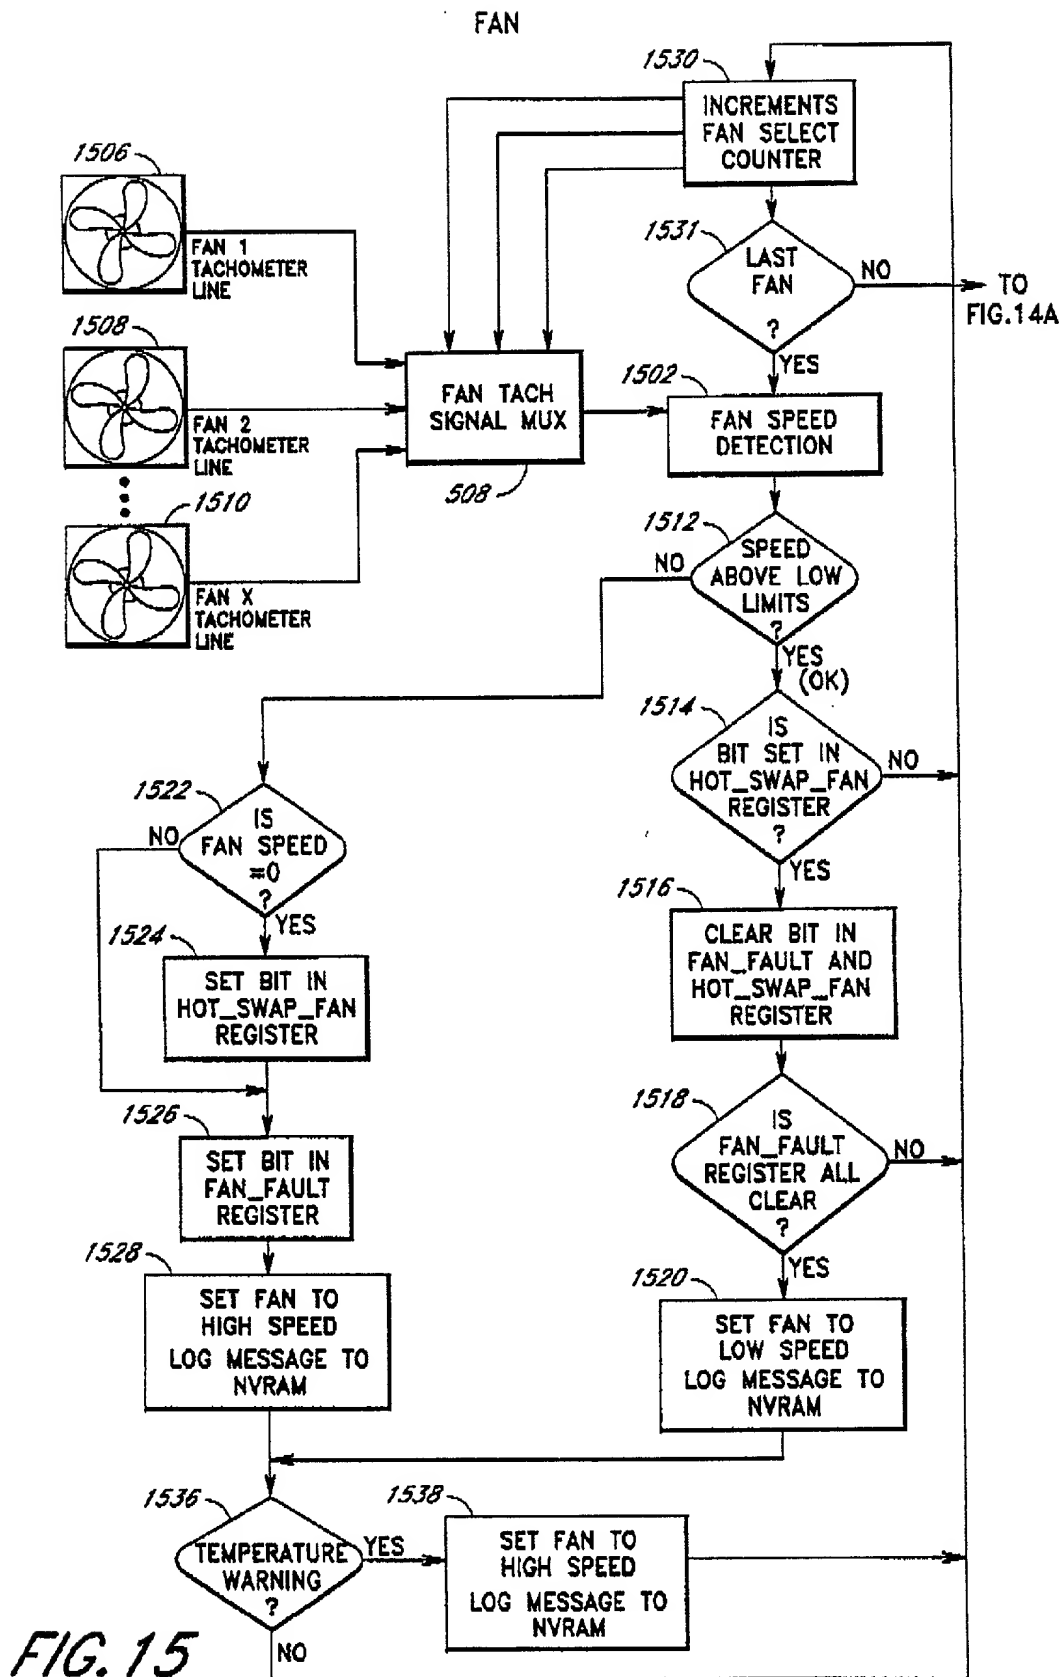 FAN
1530
INCREMENTS
FAN SELECT
COUNTER
1506
FAN 1
TACHOMETER
LINE
1531
LAST
FAN
?
NO
TO
FIG.14A
YES
1508
FAN 2
TACHOMETER
LINE
FAN TACH
SIGNAL MUX
508
1502
FAN SPEED
DETECTION
1510
FAN X
TACHOMETER
LINE
1512
SPEED
ABOVE LOW
LIMITS
?
NO
YES
(OK)
1514
IS
BIT SET IN
HOT_SWAP_FAN
REGISTER
?
NO
YES
1522
IS
FAN SPEED
=0
?
NO
YES
1516
CLEAR BIT IN
FAN_FAULT AND
HOT_SWAP_FAN
REGISTER
1524
SET BIT IN
HOT_SWAP_FAN
REGISTER
1518
IS
FAN_FAULT
REGISTER ALL
CLEAR
?
NO
YES
1526
SET BIT IN
FAN_FAULT
REGISTER
1528
SET FAN TO
HIGH SPEED
LOG MESSAGE TO
NVRAM
1520
SET FAN TO
LOW SPEED
LOG MESSAGE TO
NVRAM
1536
TEMPERATURE
WARNING
?
YES
NO
1538
SET FAN TO
HIGH SPEED
LOG MESSAGE TO
NVRAM
FIG. 15